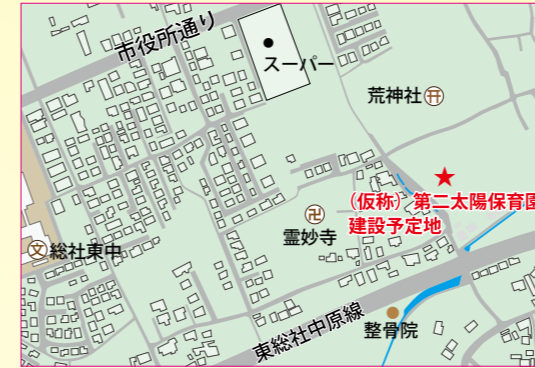 市役所通り
スーパー
荒神社
(仮称)第二太陽保育園
建設予定地
霊妙寺
文
総社東中
東総社中原線
整骨院